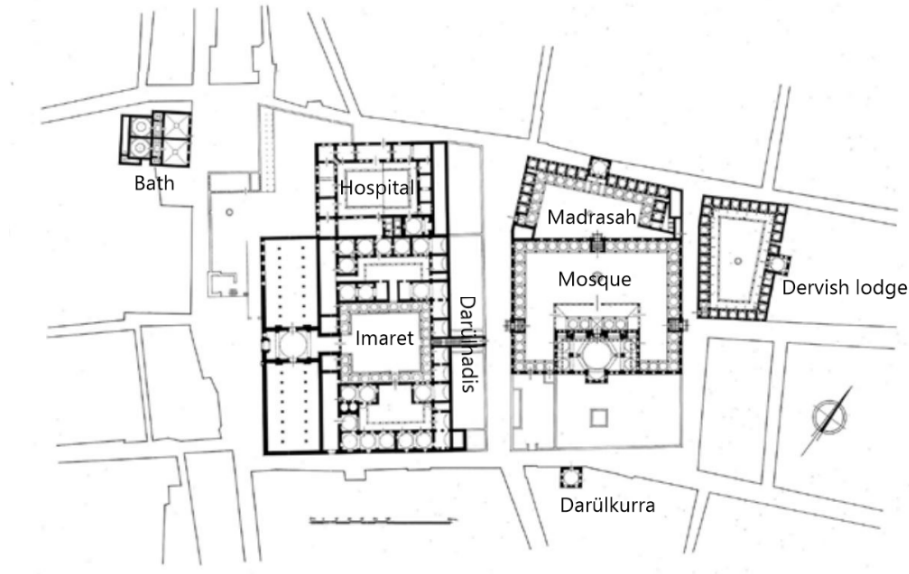 Bath
Hospital
Madrasah
Mosque
Dervish lodge
Imaret
Darülhadis
Darülkurra